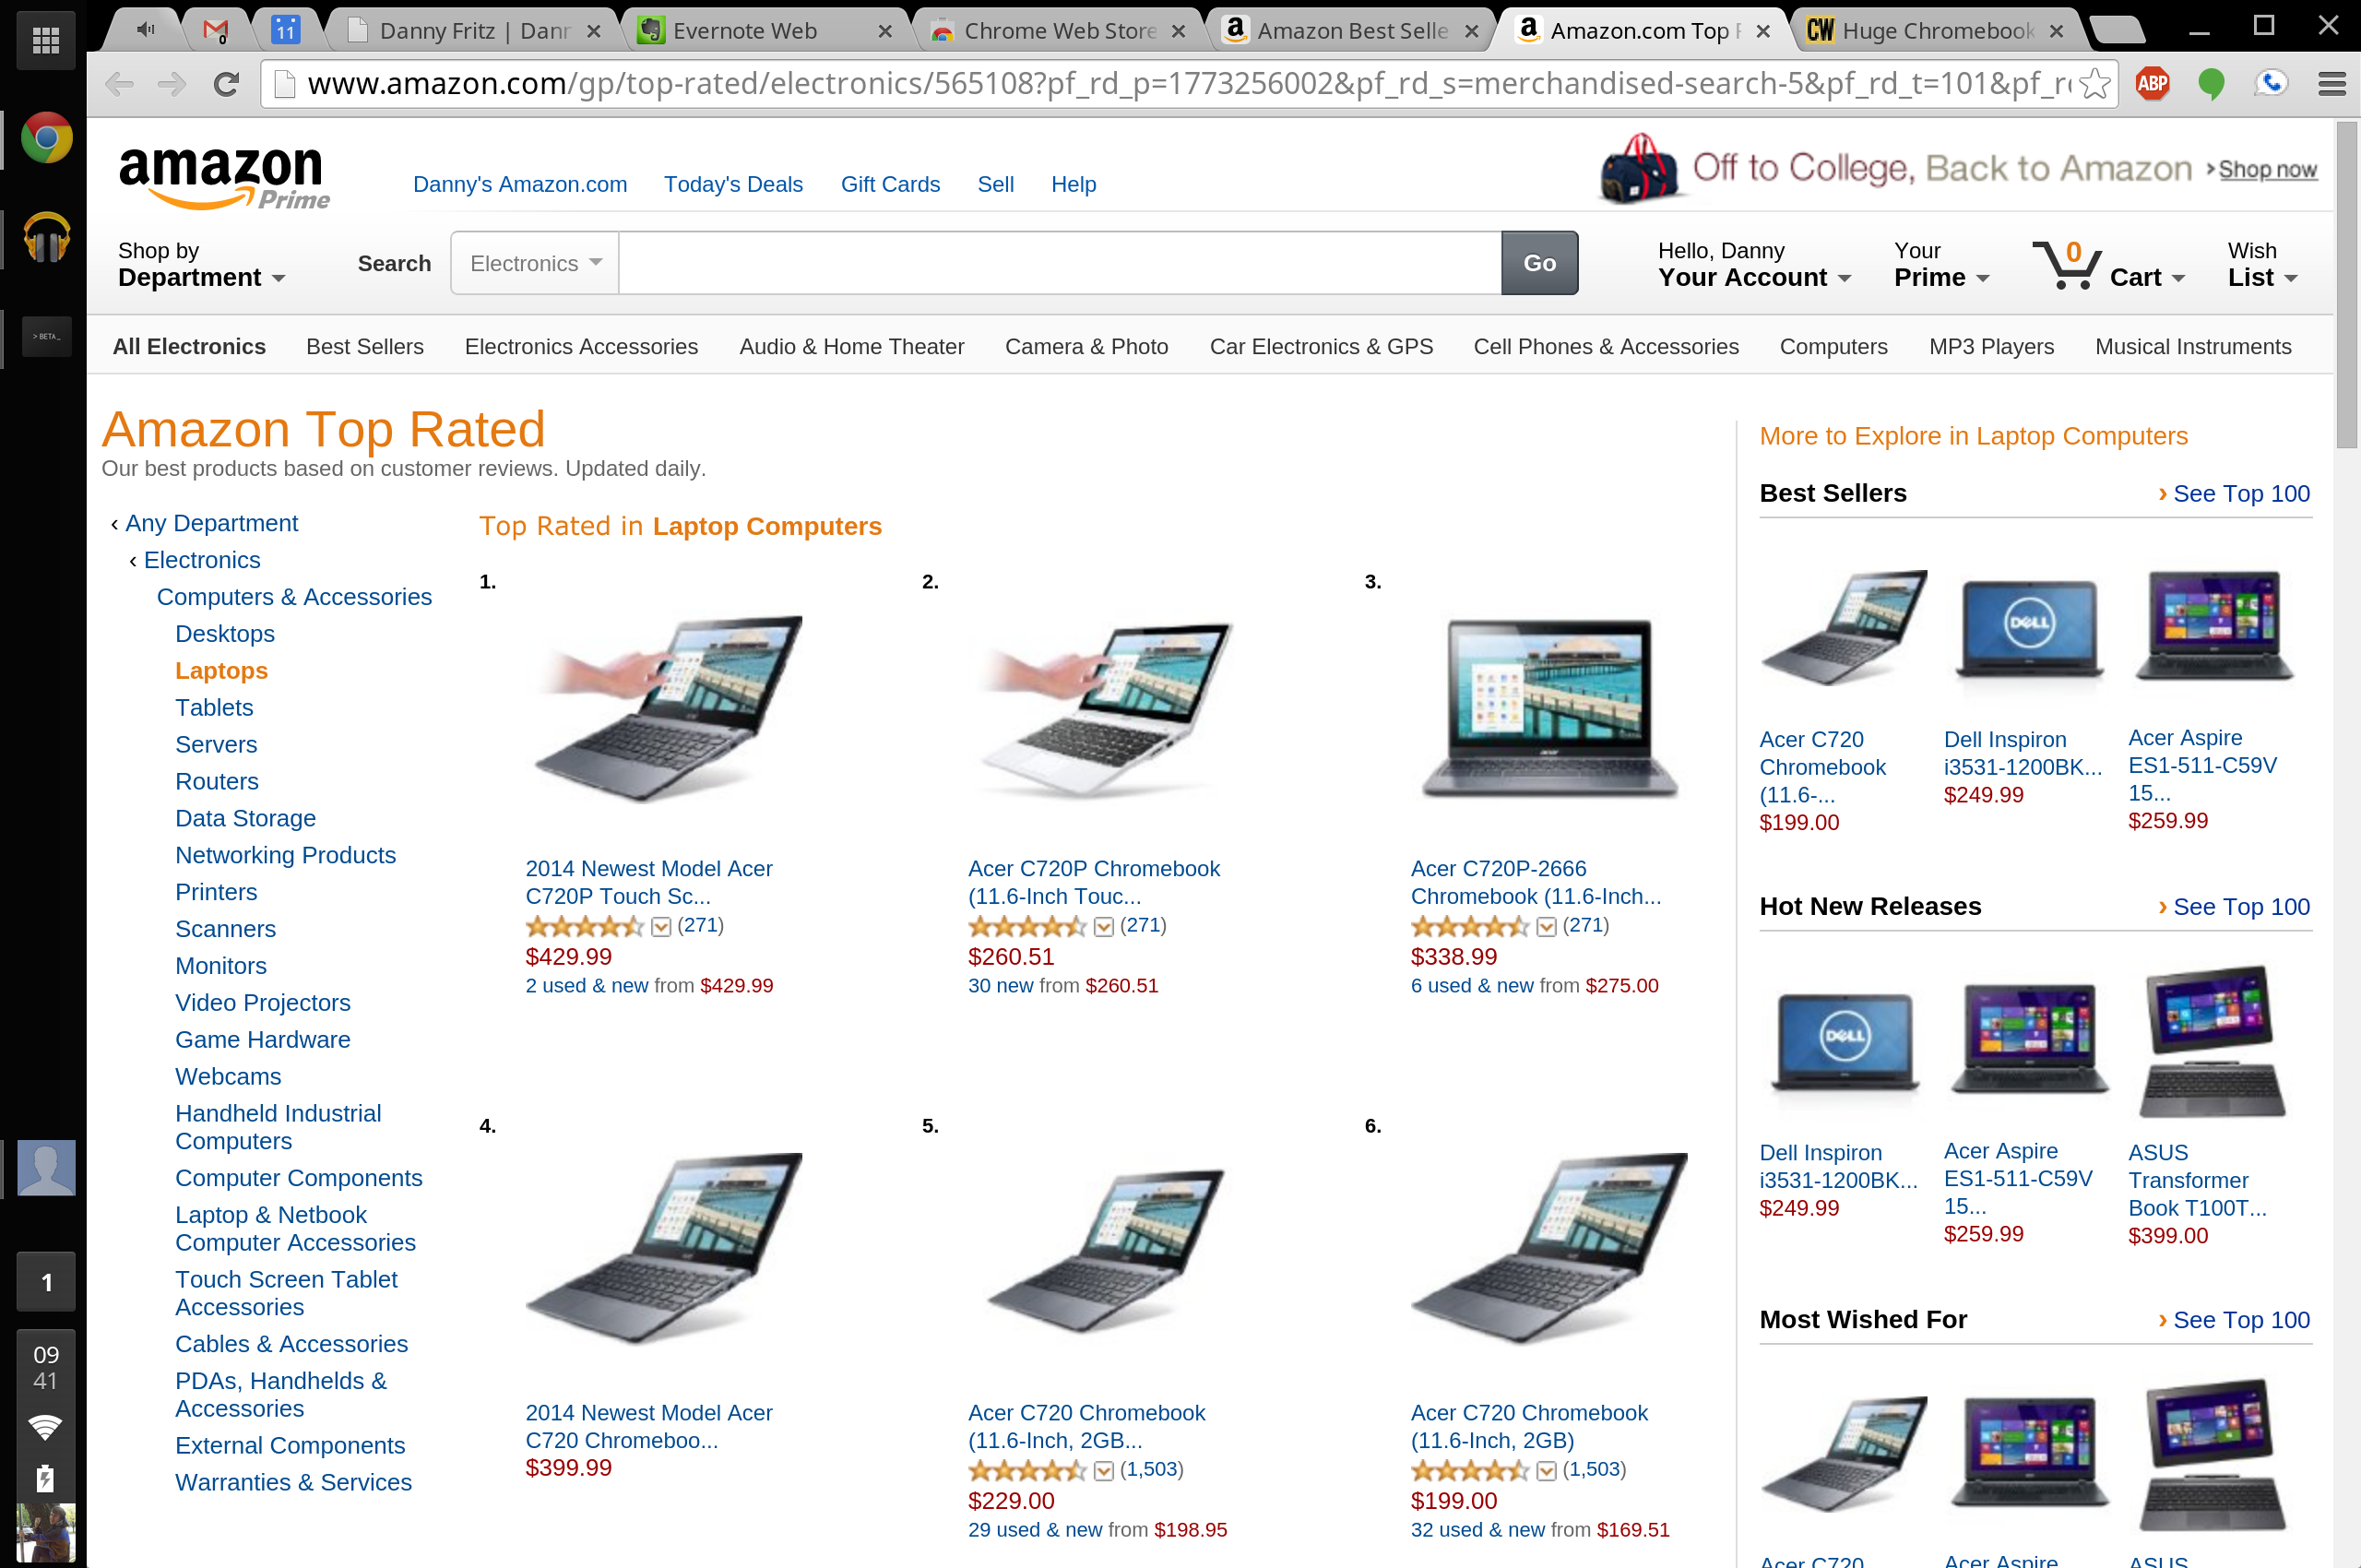 0
11
Danny Fritz | Danr
Evernote Web
Chrome Web Store
Amazon Best Selle
Amazon.com Top
CW Huge Chromebook
www.amazon.com/gp/top-rated/electronics/565108?pf_rd_p=1773256002&pf_rd_s=merchandised-search-5&pf_rd_t=101&pf_r
ABP
> BETA_
amazon
Prime
Danny's Amazon.com
Today's Deals
Gift Cards
Sell
Help
Off to College, Back to Amazon > Shop now
Shop by
Department
Search
Electronics
Go
Hello, Danny
Your Account
Your
Prime
0
Cart
Wish
List
All Electronics
Best Sellers
Electronics Accessories
Audio & Home Theater
Camera & Photo
Car Electronics & GPS
Cell Phones & Accessories
Computers
MP3 Players
Musical Instruments
Amazon Top Rated
Our best products based on customer reviews. Updated daily.
‹ Any Department
‹ Electronics
Computers & Accessories
Desktops
Laptops
Tablets
Servers
Routers
Data Storage
Networking Products
Printers
Scanners
Monitors
Video Projectors
Game Hardware
Webcams
Handheld Industrial
Computers
Computer Components
Laptop & Netbook
Computer Accessories
Touch Screen Tablet
Accessories
Cables & Accessories
PDAs, Handhelds &
Accessories
External Components
Warranties & Services
Top Rated in Laptop Computers
1.
2014 Newest Model Acer
C720P Touch Sc...
(271)
$429.99
2 used & new from $429.99
2.
Acer C720P Chromebook
(11.6-Inch Touc...
(271)
$260.51
30 new from $260.51
3.
acer
Acer C720P-2666
Chromebook (11.6-Inch...
(271)
$338.99
6 used & new from $275.00
4.
2014 Newest Model Acer
C720 Chromeboo...
$399.99
5.
Acer C720 Chromebook
(11.6-Inch, 2GB...
(1,503)
$229.00
29 used & new from $198.95
6.
Acer C720 Chromebook
(11.6-Inch, 2GB)
(1,503)
$199.00
32 used & new from $169.51
More to Explore in Laptop Computers
Best Sellers
› See Top 100
Acer C720
Chromebook
(11.6-...
$199.00
DELL
Dell Inspiron
i3531-1200BK...
$249.99
Acer Aspire
ES1-511-C59V
15...
$259.99
Hot New Releases
› See Top 100
DELL
Dell Inspiron
i3531-1200BK...
$249.99
Acer Aspire
ES1-511-C59V
15...
$259.99
ASUS
Transformer
Book T100T...
$399.00
Most Wished For
› See Top 100
Acer C720
Acer Aspire
ASUS
1
09
41